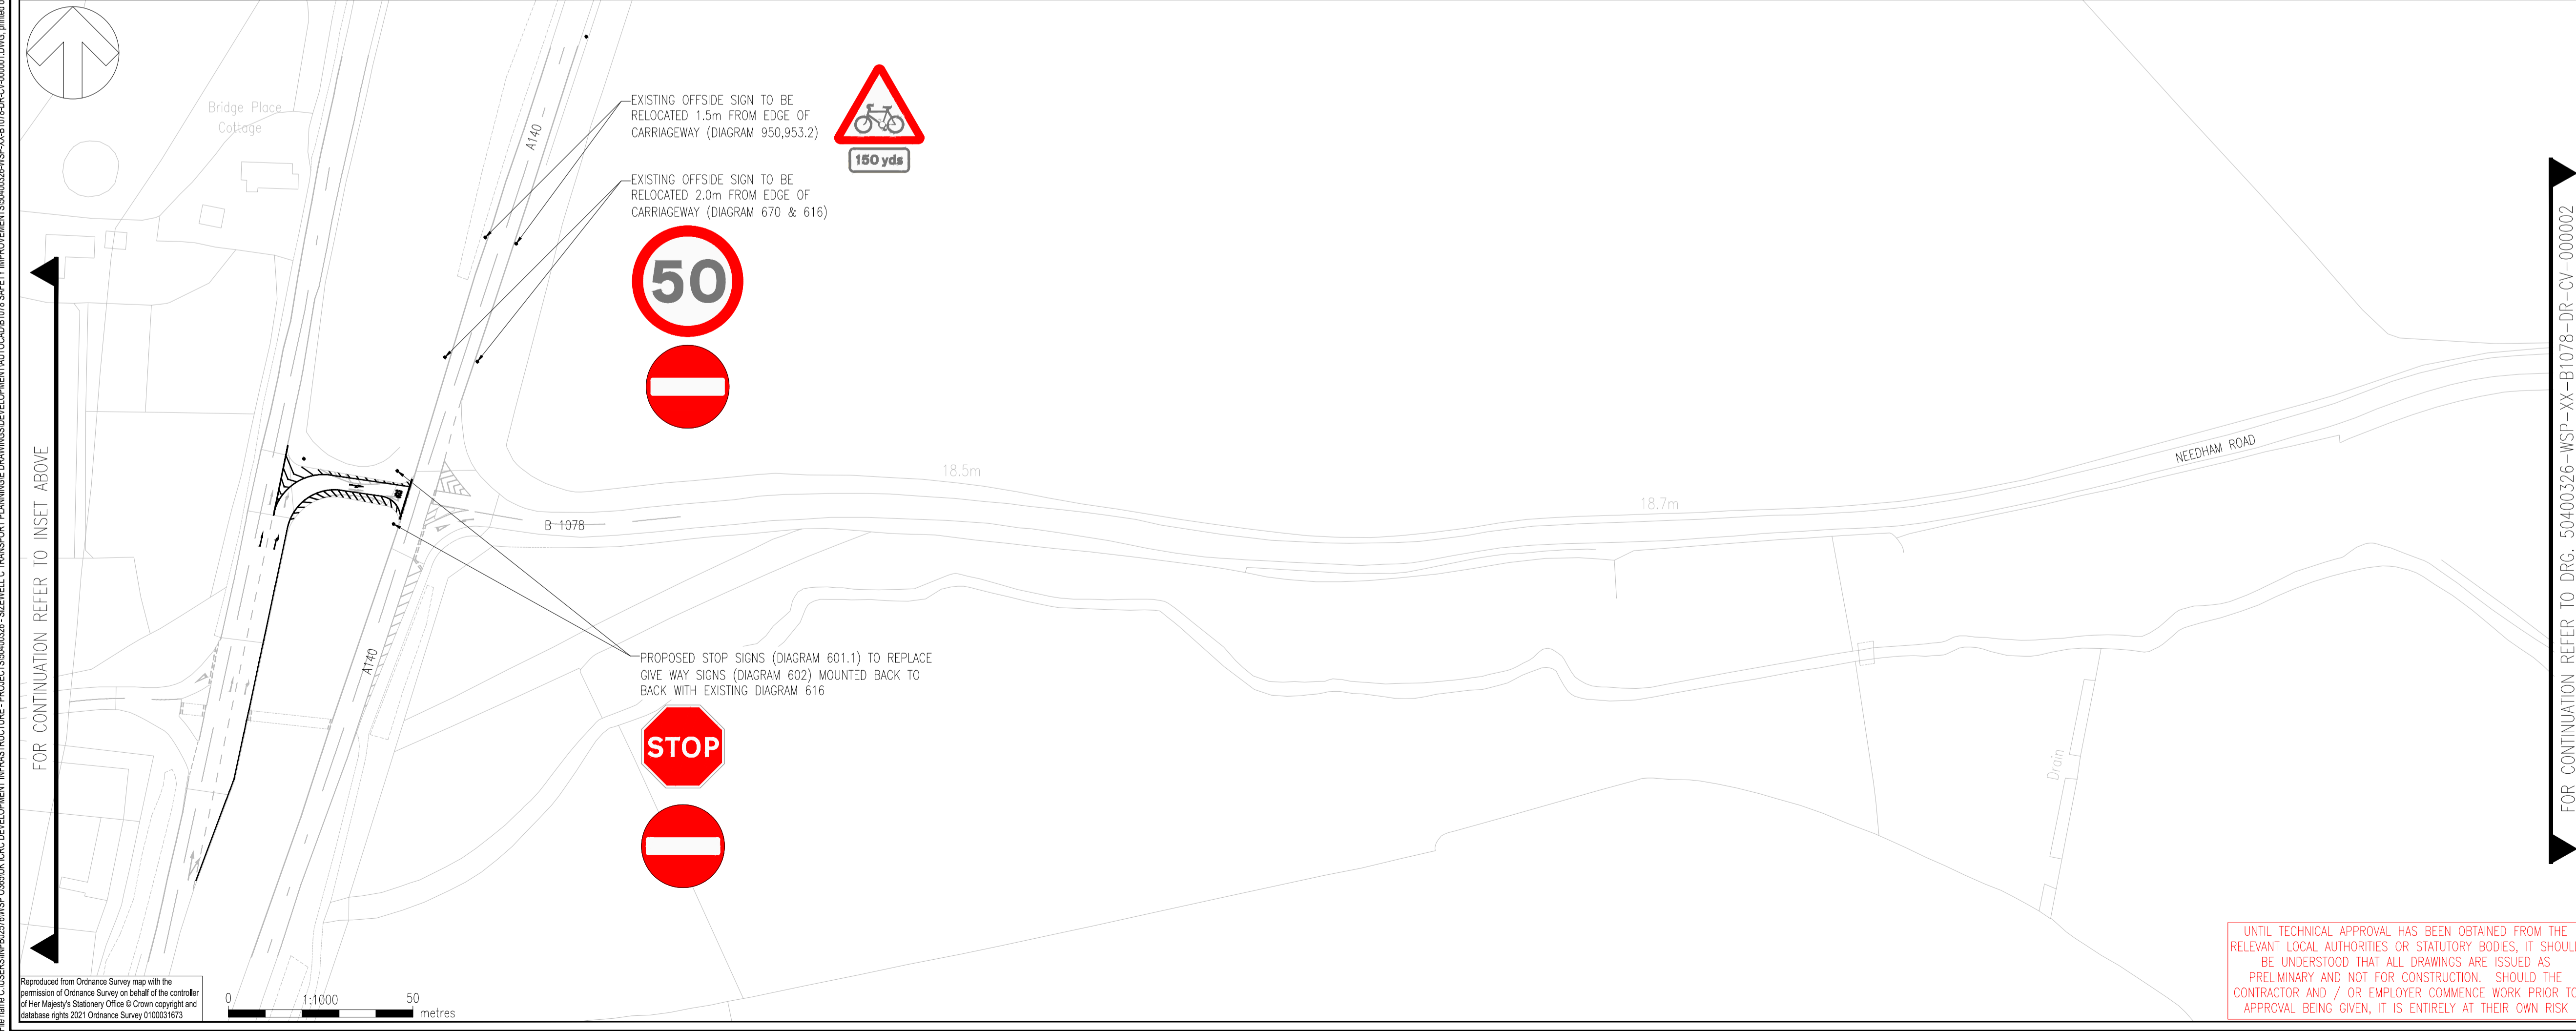 Bridge Place
Cottage
A140
EXISTING OFFSIDE SIGN TO BE
RELOCATED 1.5m FROM EDGE OF
CARRIAGEWAY (DIAGRAM 950,953.2)
150 yds
EXISTING OFFSIDE SIGN TO BE
RELOCATED 2.0m FROM EDGE OF
CARRIAGEWAY (DIAGRAM 670 & 616)
50
FOR CONTINUATION REFER TO INSET ABOVE
B 1078
18.5m
18.7m
NEEDHAM ROAD
A140
PROPOSED STOP SIGNS (DIAGRAM 601.1) TO REPLACE
GIVE WAY SIGNS (DIAGRAM 602) MOUNTED BACK TO
BACK WITH EXISTING DIAGRAM 616
STOP
Drain
FOR CONTINUATION REFER TO DRG. 50400326-WSP-XX-B1078-DR-CV-000002
Reproduced from Ordnance Survey map with the
permission of Ordnance Survey on behalf of the controller
of Her Majesty's Stationery Office © Crown copyright and
database rights 2021 Ordnance Survey 0100031673
0 1:1000 50
metres
UNTIL TECHNICAL APPROVAL HAS BEEN OBTAINED FROM THE
RELEVANT LOCAL AUTHORITIES OR STATUTORY BODIES, IT SHOULD
BE UNDERSTOOD THAT ALL DRAWINGS ARE ISSUED AS
PRELIMINARY AND NOT FOR CONSTRUCTION. SHOULD THE
CONTRACTOR AND / OR EMPLOYER COMMENCE WORK PRIOR TO
APPROVAL BEING GIVEN, IT IS ENTIRELY AT THEIR OWN RISK